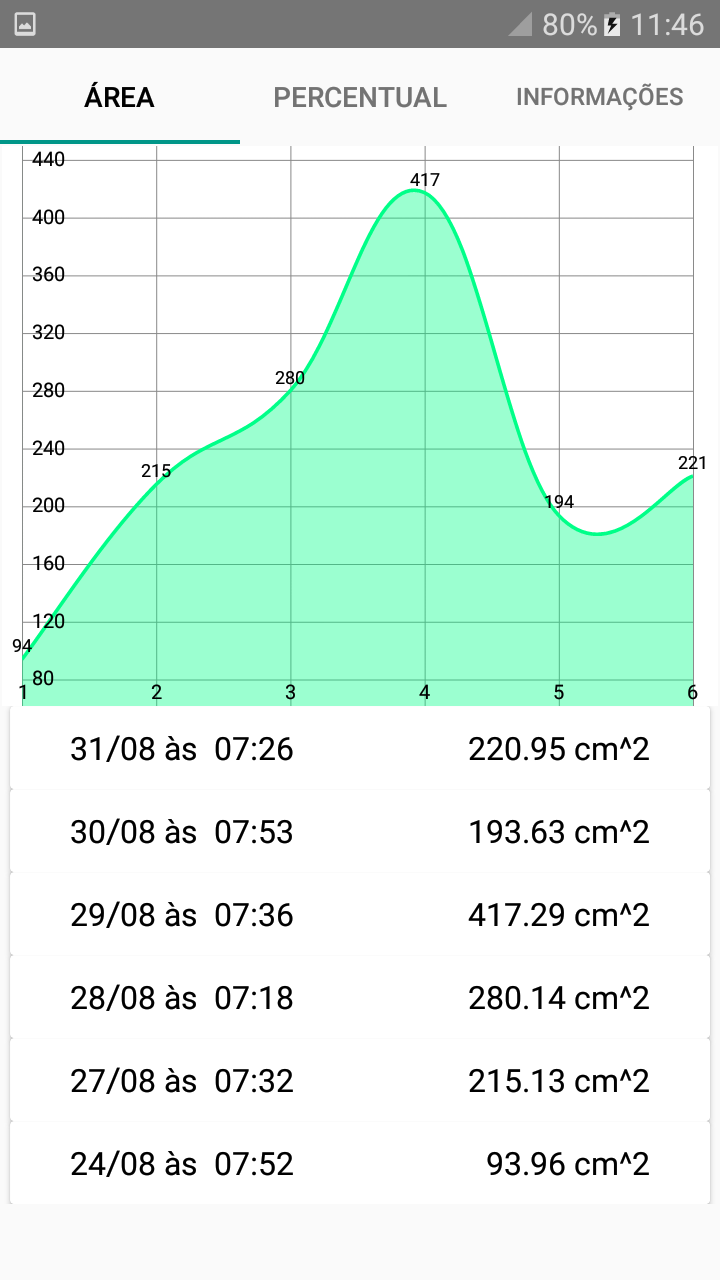 80% 11:46
ÁREA PERCENTUAL INFORMAÇÕES
440
417
400
360
320
280
280
240
215
221
200
194
160
120
94
80
1 2 3 4 5 6
31/08 às 07:26 220.95 cm^2
30/08 às 07:53 193.63 cm^2
29/08 às 07:36 417.29 cm^2
28/08 às 07:18 280.14 cm^2
27/08 às 07:32 215.13 cm^2
24/08 às 07:52 93.96 cm^2